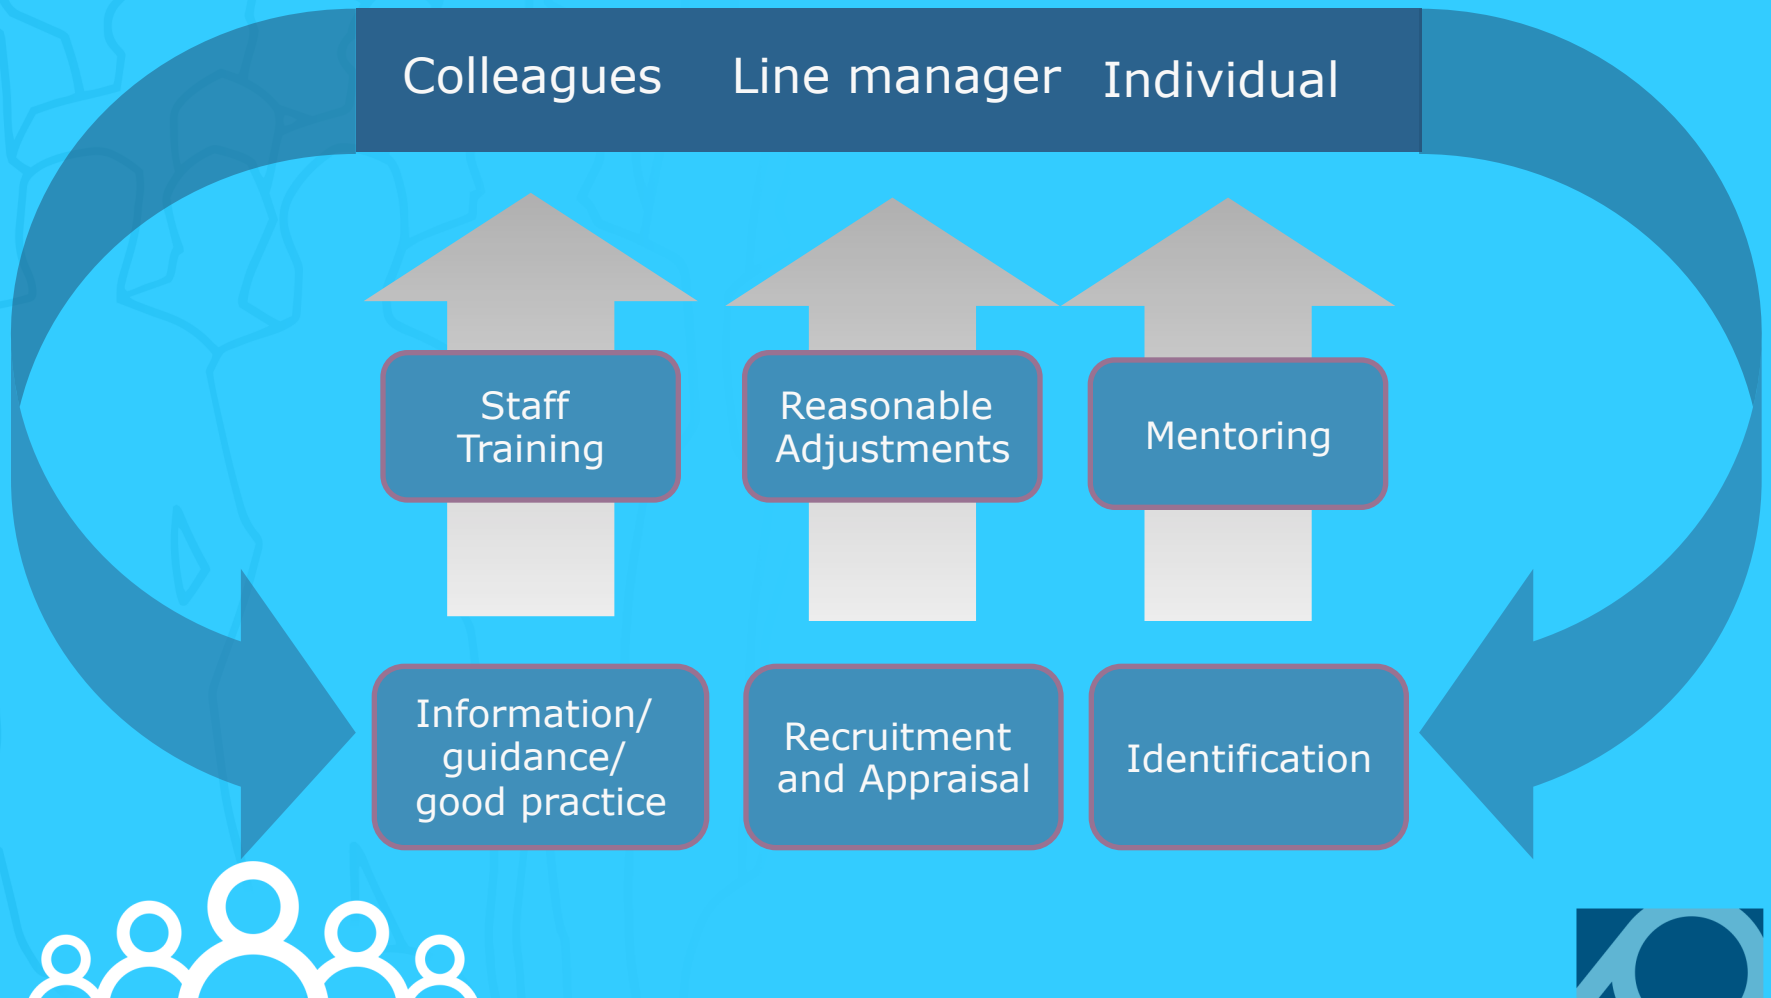 Colleagues
Line manager
Individual
Staff
Training
Reasonable
Adjustments
Mentoring
Information/
guidance/
good practice
Recruitment
and Appraisal
Identification